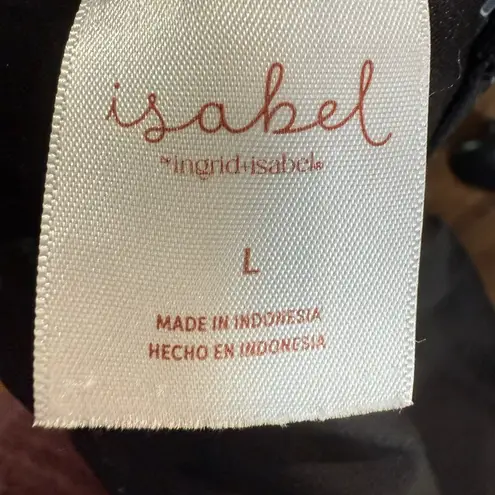 isabel
BY ingrid+isabel®
L
MADE IN INDONESIA
HECHO EN INDONESIA